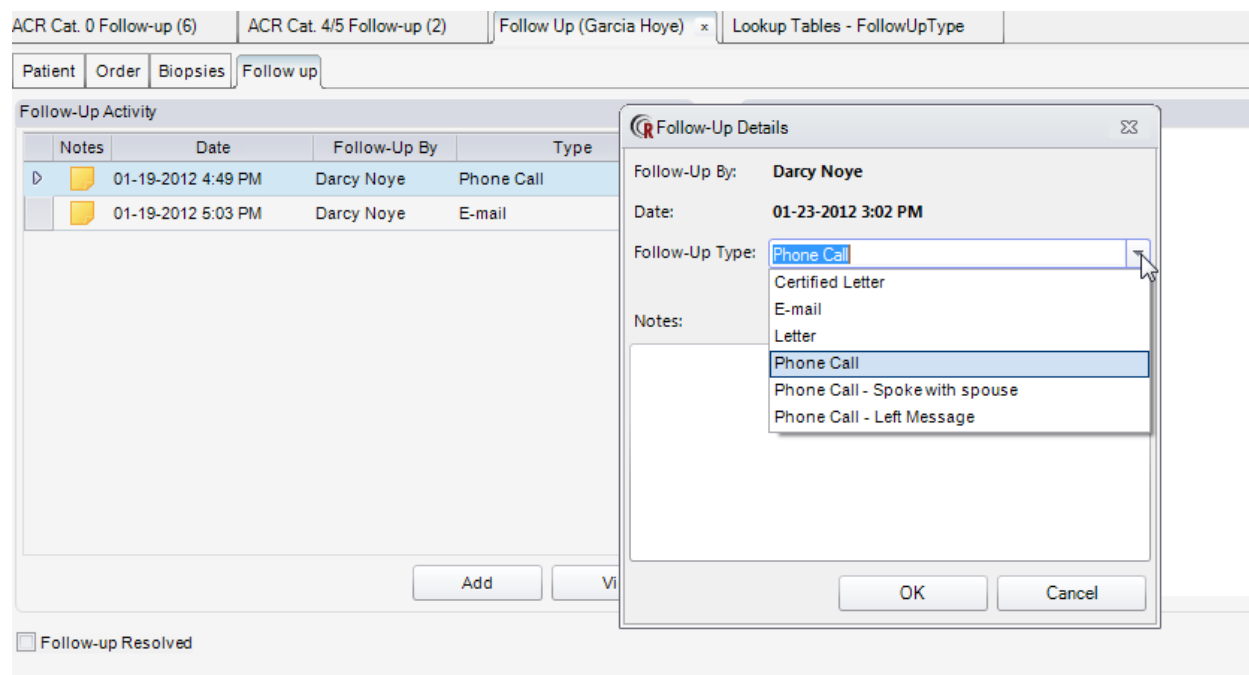 ACR Cat. 0 Follow-up (6) ACR Cat. 4/5 Follow-up (2) Follow Up (Garcia Hoye) x Lookup Tables - FollowUpType
Patient Order Biopsies Follow up
Follow-Up Activity
Notes Date Follow-Up By Type
01-19-2012 4:49 PM Darcy Noye Phone Call
01-19-2012 5:03 PM Darcy Noye E-mail
Add Vi
Follow-up Resolved
Follow-Up Details
Follow-Up By: Darcy Noye
Date: 01-23-2012 3:02 PM
Follow-Up Type: Phone Call
Certified Letter
E-mail
Letter
Phone Call
Phone Call - Spoke with spouse
Phone Call - Left Message
Notes:
OK Cancel